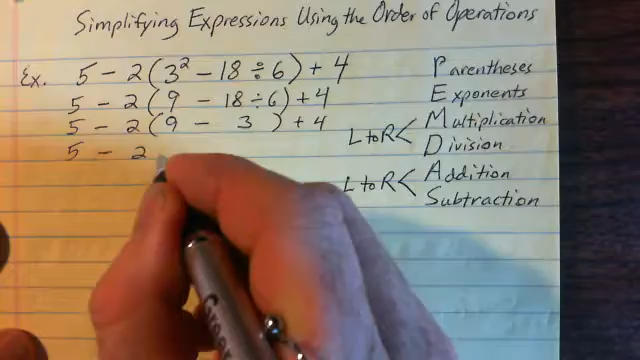 Simplifying Expressions Using the Order of Operations
Ex. 5 - 2(3² - 18 ÷ 6) + 4
5 - 2(9 - 18 ÷ 6) + 4
5 - 2(9 - 3) + 4
5 - 2
Parentheses
Exponents
L to R < Multiplication
Division
L to R < Addition
Subtraction